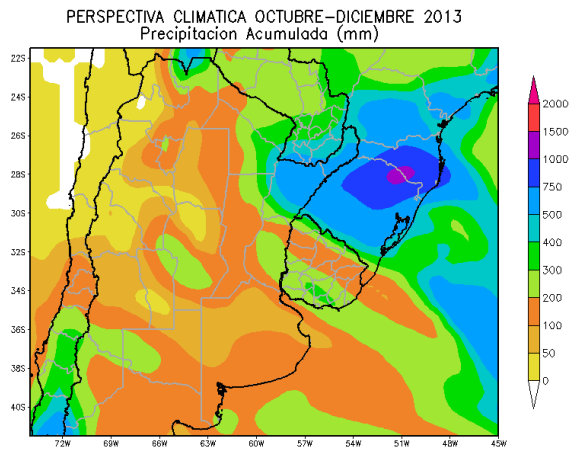 PERSPECTIVA CLIMATICA OCTUBRE-DICIEMBRE 2013
Precipitacion Acumulada (mm)
22S
24S
26S
28S
30S
32S
34S
36S
38S
40S
72W
69W
66W
63W
60W
57W
54W
51W
48W
45W
2000
1500
1000
750
500
400
300
200
100
50
0